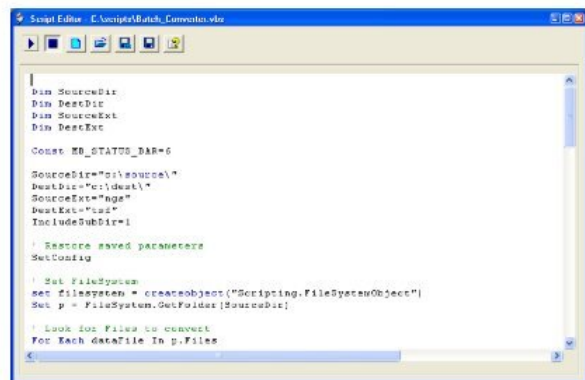 Script Editor - C:\scripts\Batch_Converter.vbs
Dim SourceDir
Dim DestDir
Dim SourceExt
Dim DestExt
Const MB_STATUS_BAR=6
SourceDir="c:\source\"
DestDir="c:\dest\"
SourceExt="ngs"
DestExt="tsf"
IncludeSubDir=1
' Restore saved parameters
SetConfig
' Set FileSystem
set filesystem = createobject("Scripting.FileSystemObject")
Set p = FileSystem.GetFolder(SourceDir)
' Look for Files to convert
For Each dataFile In p.Files